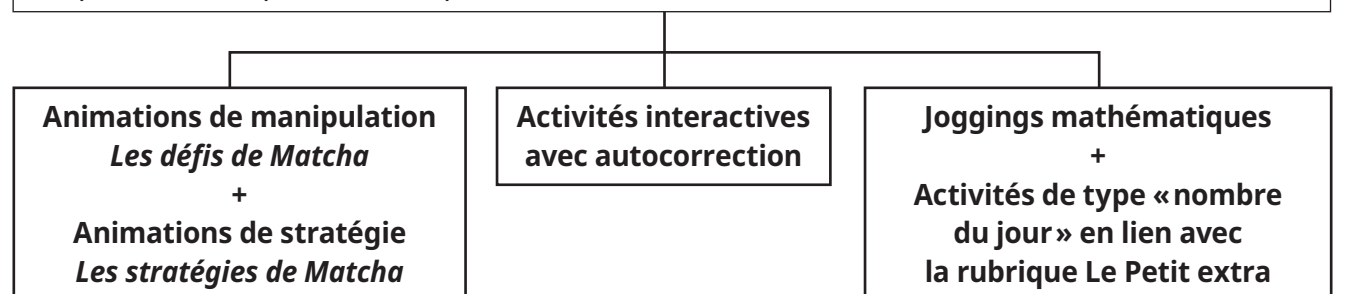 Animations de manipulation
Les défis de Matcha
+
Animations de stratégie
Les stratégies de Matcha
Activités interactives
avec autocorrection
Joggings mathématiques
+
Activités de type «nombre
du jour» en lien avec
la rubrique Le Petit extra